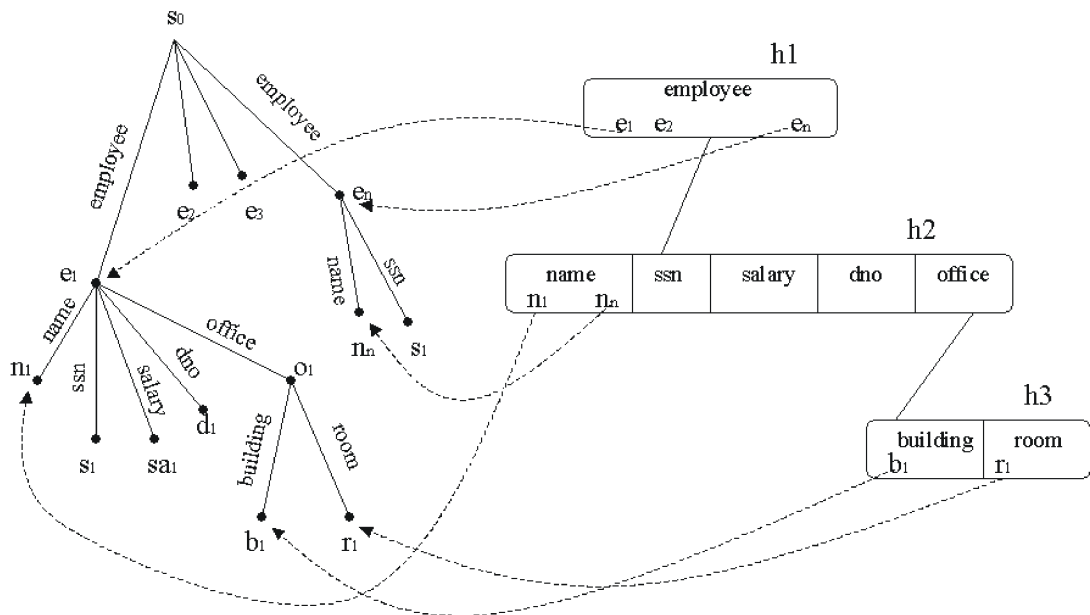 s₀
employee
employee
e₂
e₃
eₙ
e₁
name
ssn
salary
dno
office
name
ssn
n₁
s₁
sa₁
d₁
o₁
nₙ
s₁
building
room
b₁
r₁
h1
employee
e₁ e₂ eₙ
h2
name ssn salary dno office
n₁ nₙ
h3
building room
b₁ r₁